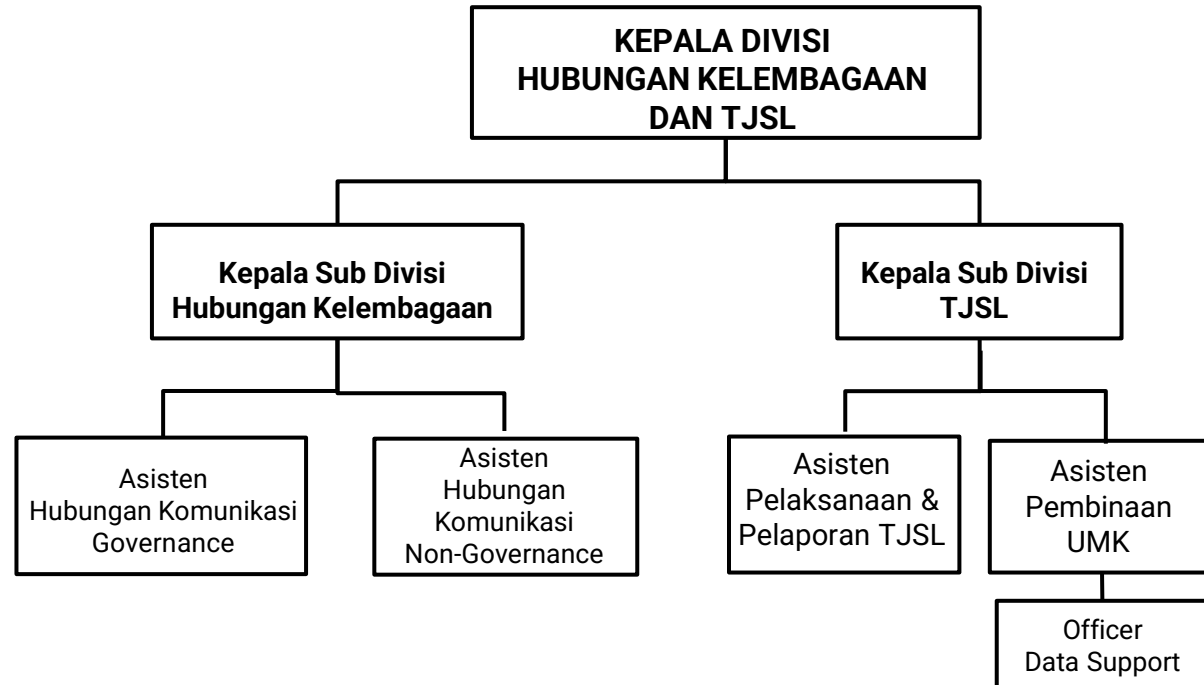 KEPALA DIVISI
HUBUNGAN KELEMBAGAAN
DAN TJSL
Kepala Sub Divisi
Hubungan Kelembagaan
Kepala Sub Divisi
TJSL
Asisten
Hubungan Komunikasi
Governance
Asisten
Hubungan
Komunikasi
Non-Governance
Asisten
Pelaksanaan &
Pelaporan TJSL
Asisten
Pembinaan
UMK
Officer
Data Support